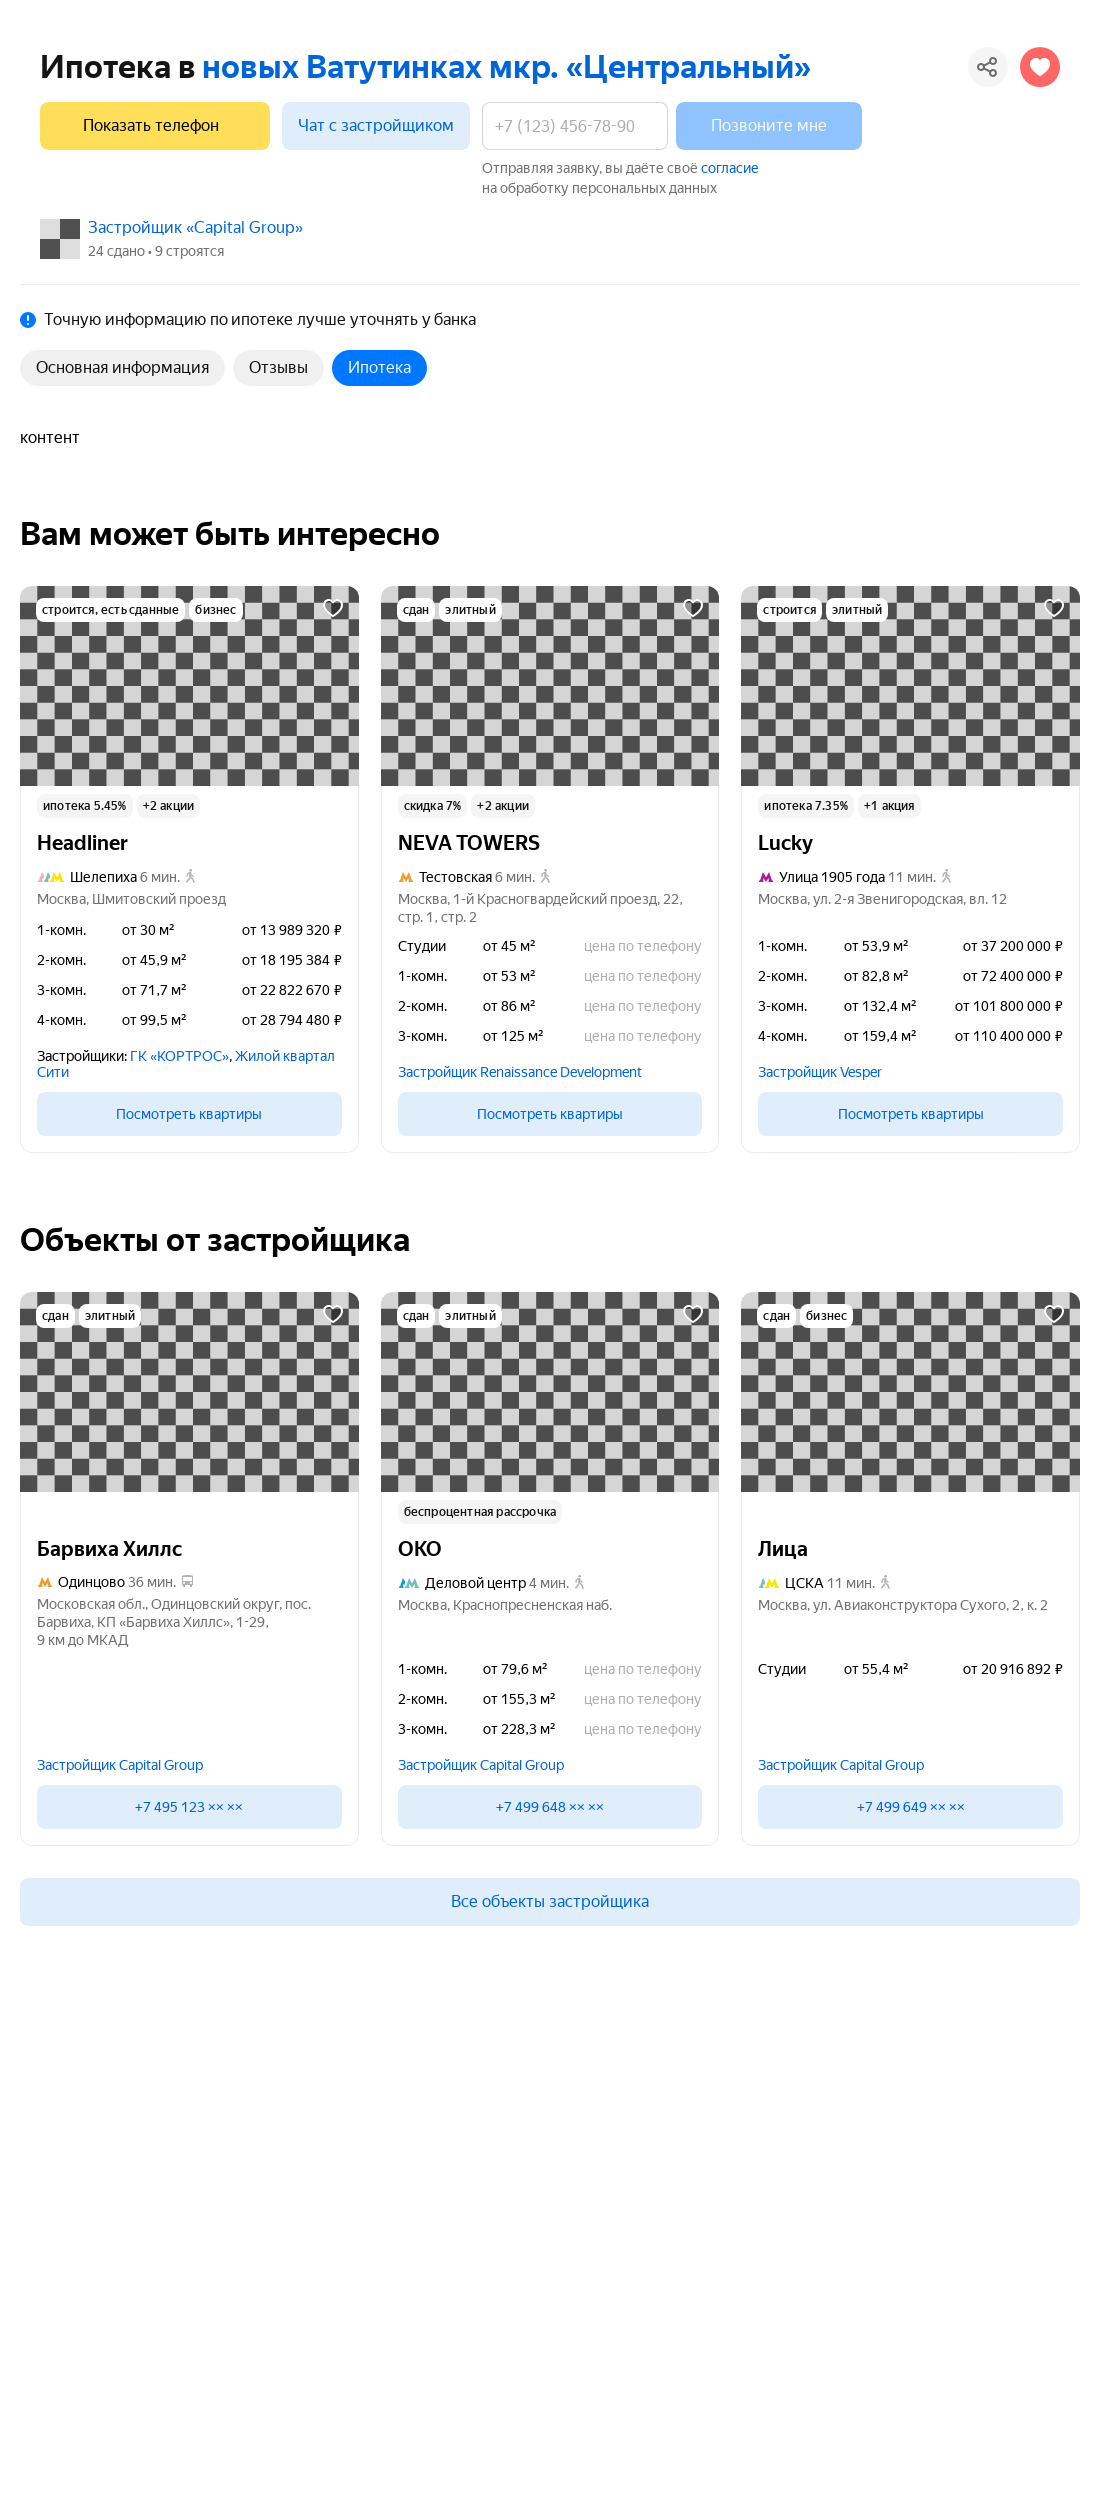 Ипотека в новых Ватутинках мкр. «Центральный»
Показать телефон
Чат с застройщиком
+7 (123) 456-78-90
Позвоните мне
Отправляя заявку, вы даёте своё согласие
на обработку персональных данных
Застройщик «Capital Group»
24 сдано • 9 строятся
Точную информацию по ипотеке лучше уточнять у банка
Основная информация
Отзывы
Ипотека
контент
Вам может быть интересно
строится, есть сданные
бизнес
ипотека 5.45%
+2 акции
Headliner
Шелепиха 6 мин.
Москва, Шмитовский проезд
1-комн. от 30 м² от 13 989 320 ₽
2-комн. от 45,9 м² от 18 195 384 ₽
3-комн. от 71,7 м² от 22 822 670 ₽
4-комн. от 99,5 м² от 28 794 480 ₽
Застройщики: ГК «КОРТРОС», Жилой квартал
Сити
Посмотреть квартиры
сдан
элитный
скидка 7%
+2 акции
NEVA TOWERS
Тестовская 6 мин.
Москва, 1-й Красногвардейский проезд, 22,
стр. 1, стр. 2
Студии от 45 м² цена по телефону
1-комн. от 53 м² цена по телефону
2-комн. от 86 м² цена по телефону
3-комн. от 125 м² цена по телефону
Застройщик Renaissance Development
Посмотреть квартиры
строится
элитный
ипотека 7.35%
+1 акция
Lucky
Улица 1905 года 11 мин.
Москва, ул. 2-я Звенигородская, вл. 12
1-комн. от 53,9 м² от 37 200 000 ₽
2-комн. от 82,8 м² от 72 400 000 ₽
3-комн. от 132,4 м² от 101 800 000 ₽
4-комн. от 159,4 м² от 110 400 000 ₽
Застройщик Vesper
Посмотреть квартиры
Объекты от застройщика
сдан
элитный
Барвиха Хиллс
Одинцово 36 мин.
Московская обл., Одинцовский округ, пос.
Барвиха, КП «Барвиха Хиллс», 1-29,
9 км до МКАД
Застройщик Capital Group
+7 495 123 ×× ××
сдан
элитный
беспроцентная рассрочка
ОКО
Деловой центр 4 мин.
Москва, Краснопресненская наб.
1-комн. от 79,6 м² цена по телефону
2-комн. от 155,3 м² цена по телефону
3-комн. от 228,3 м² цена по телефону
Застройщик Capital Group
+7 499 648 ×× ××
сдан
бизнес
Лица
ЦСКА 11 мин.
Москва, ул. Авиаконструктора Сухого, 2, к. 2
Студии от 55,4 м² от 20 916 892 ₽
Застройщик Capital Group
+7 499 649 ×× ××
Все объекты застройщика